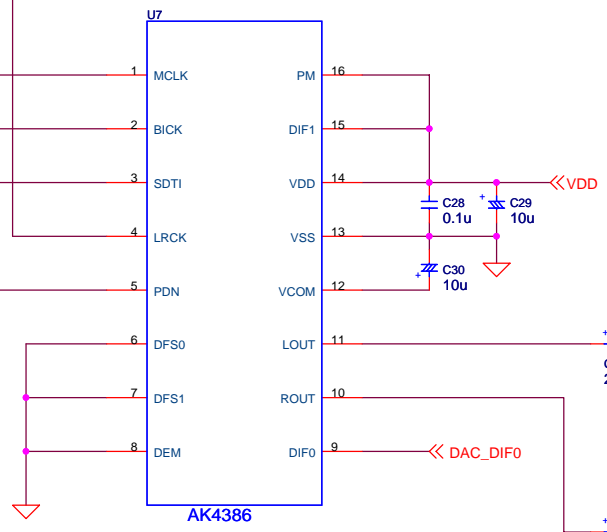 U7
1 MCLK PM 16
2 BICK DIF1 15
3 SDTI VDD 14
VDD
C28 0.1u
C29 10u
4 LRCK VSS 13
C30 10u
5 PDN VCOM 12
6 DFS0 LOUT 11
7 DFS1 ROUT 10
8 DEM DIF0 9
DAC_DIF0
AK4386